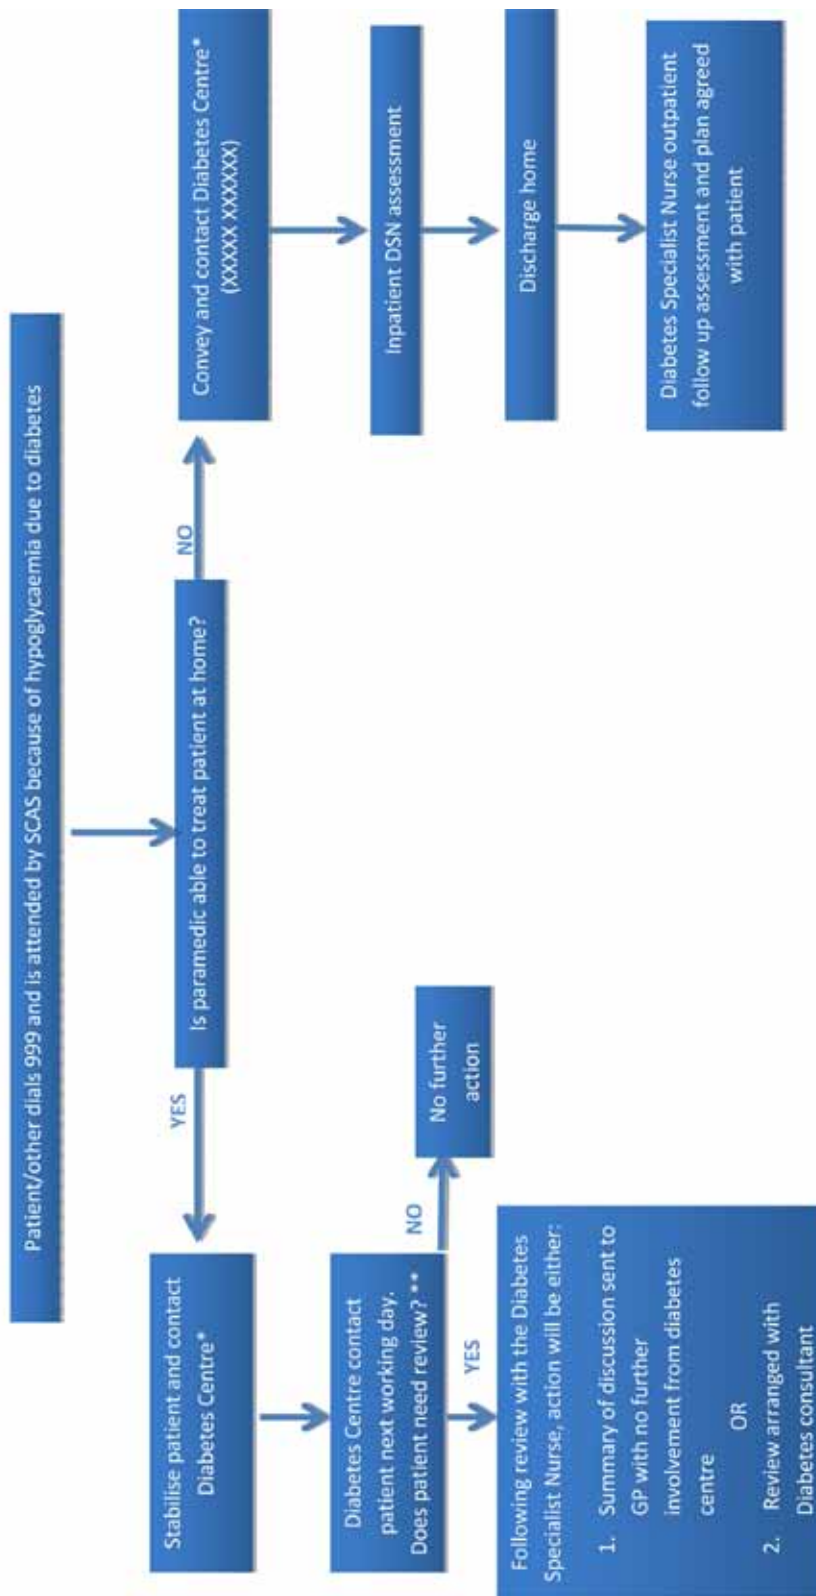 Patient/other dials 999 and is attended by SCAS because of hypoglycaemia due to diabetes
Is paramedic able to treat patient at home?
YES
NO
Stabilise patient and contact
Diabetes Centre*
Diabetes Centre contact
patient next working day.
Does patient need review? **
NO
No further
action
YES
Following review with the Diabetes
Specialist Nurse, action will be either:
1. Summary of discussion sent to
GP with no further
involvement from diabetes
centre
OR
2. Review arranged with
Diabetes consultant
Convey and contact Diabetes Centre*
(XXXXX XXXXXX)
Inpatient DSN assessment
Discharge home
Diabetes Specialist Nurse outpatient
follow up assessment and plan agreed
with patient